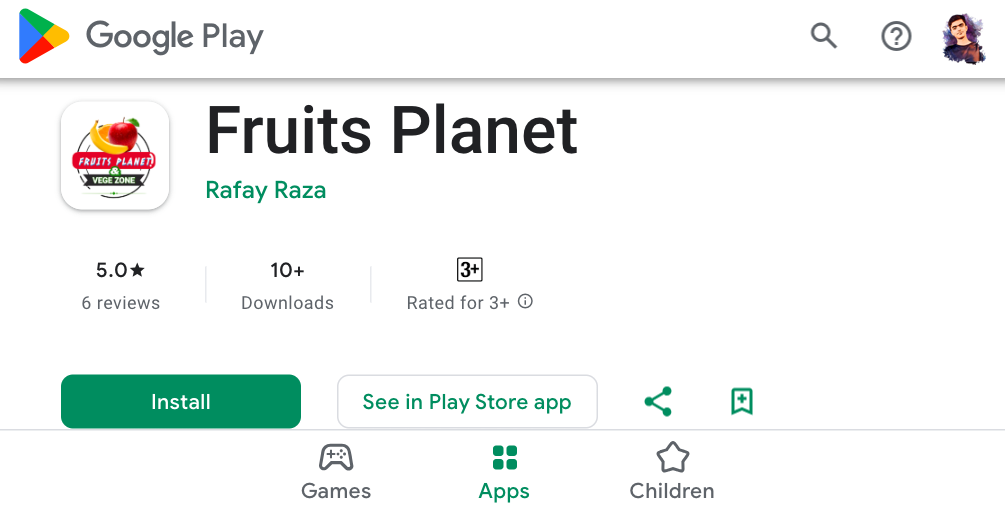 Google Play
Fruits Planet
FRUITS PLANET
&
VEGE ZONE
Rafay Raza
5.0★
10+
3+
6 reviews
Downloads
Rated for 3+
Install
See in Play Store app
Games
Apps
Children